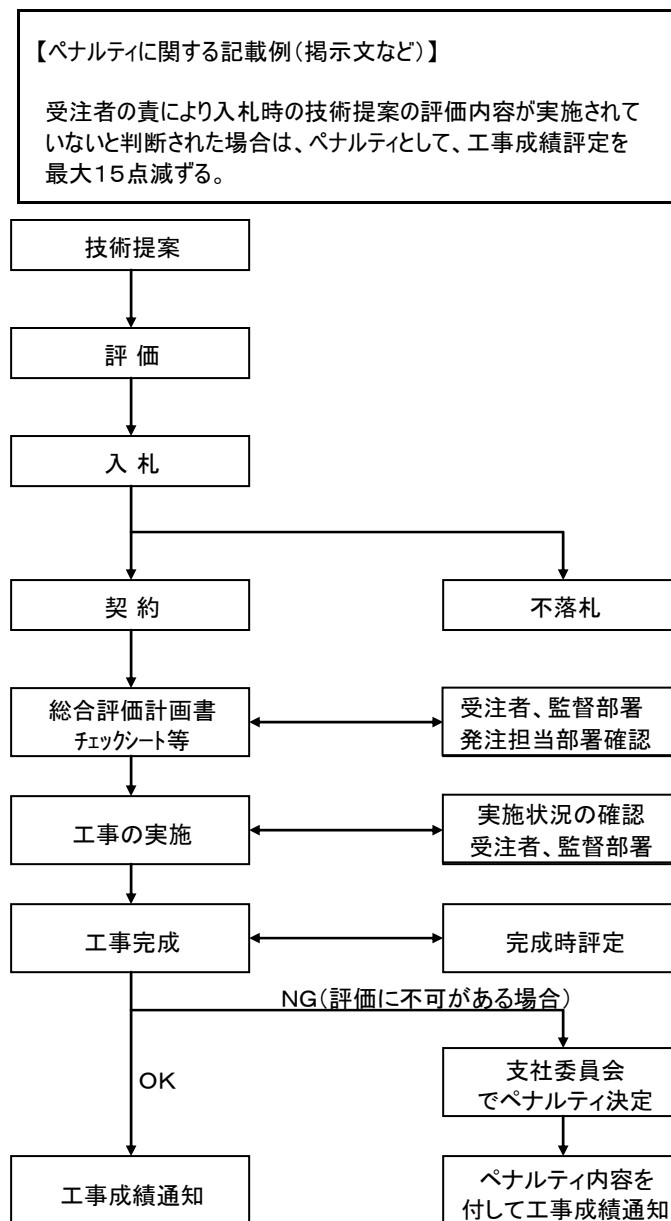 【ペナルティに関する記載例(掲示文など)】
受注者の責により入札時の技術提案の評価内容が実施されて
いないと判断された場合は、ペナルティとして、工事成績評定を
最大15点減ずる。
技術提案
評 価
入 札
契 約
不落札
総合評価計画書
チェックシート等
受注者、監督部署
発注担当部署確認
工事の実施
実施状況の確認
受注者、監督部署
工事完成
完成時評定
NG(評価に不可がある場合)
OK
支社委員会
でペナルティ決定
工事成績通知
ペナルティ内容を
付して工事成績通知